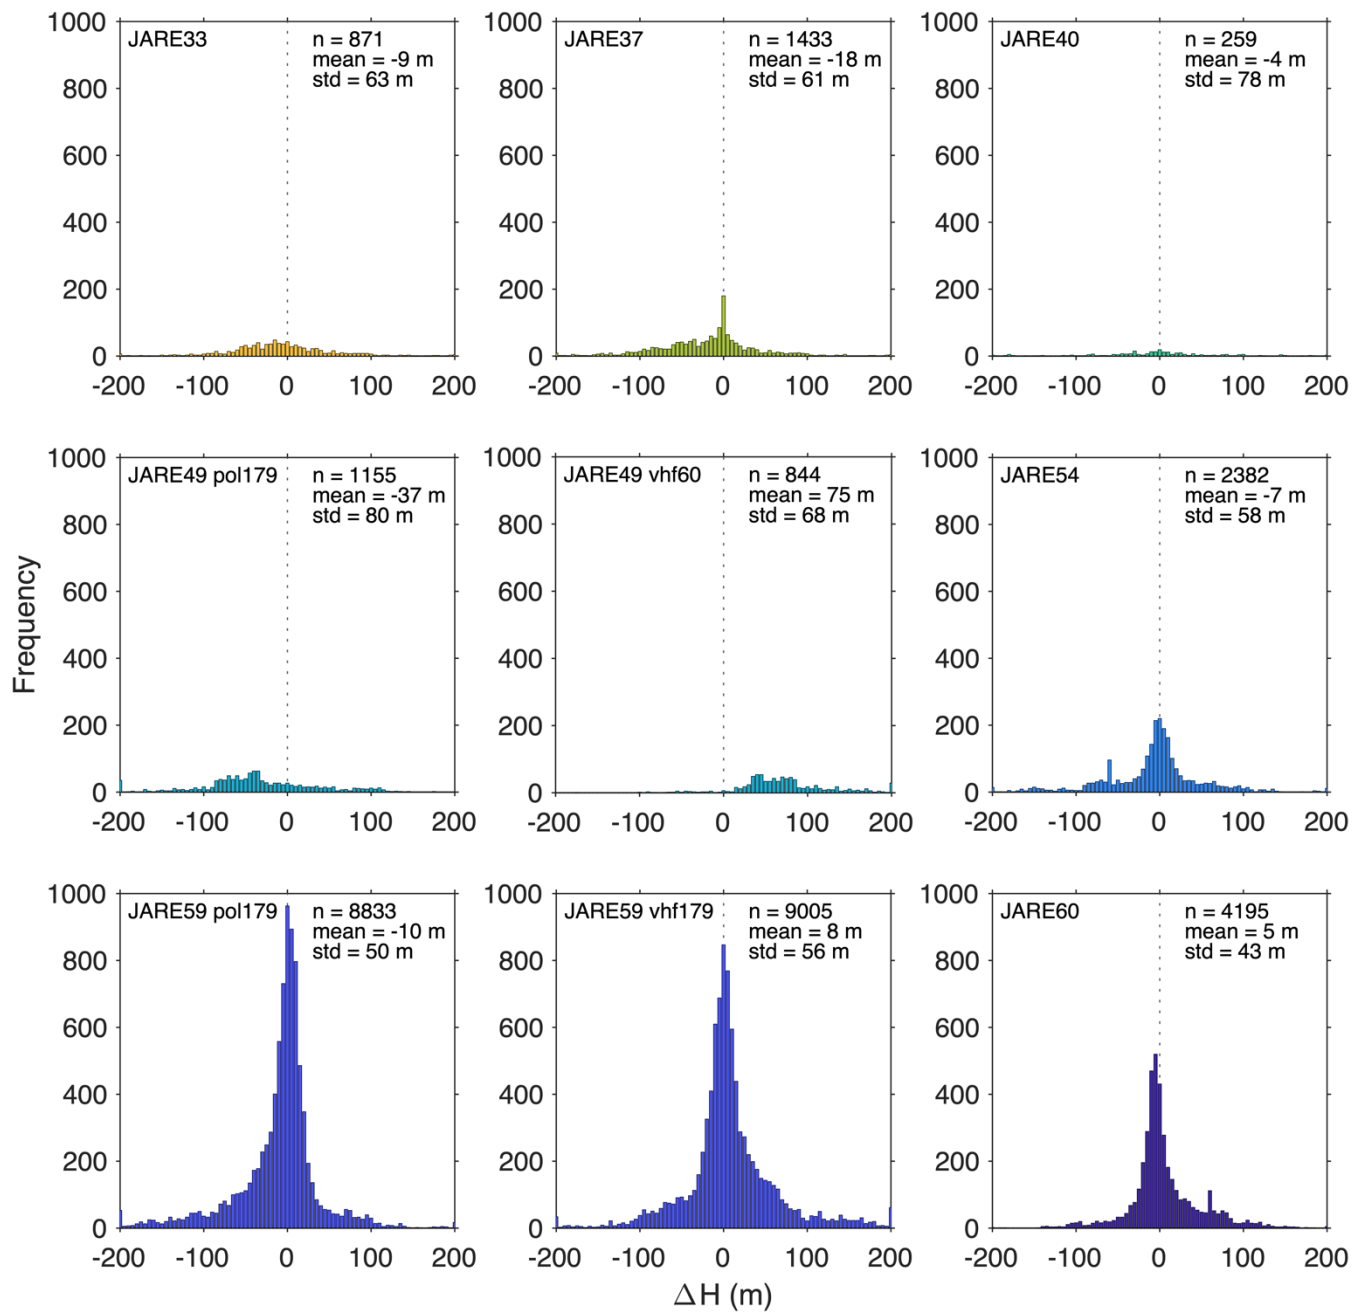 JARE33
n = 871
mean = -9 m
std = 63 m
1000
800
600
400
200
0
-200 -100 0 100 200
JARE37
n = 1433
mean = -18 m
std = 61 m
1000
800
600
400
200
0
-200 -100 0 100 200
JARE40
n = 259
mean = -4 m
std = 78 m
1000
800
600
400
200
0
-200 -100 0 100 200
Frequency
JARE49 pol179
n = 1155
mean = -37 m
std = 80 m
1000
800
600
400
200
0
-200 -100 0 100 200
JARE49 vhf60
n = 844
mean = 75 m
std = 68 m
1000
800
600
400
200
0
-200 -100 0 100 200
JARE54
n = 2382
mean = -7 m
std = 58 m
1000
800
600
400
200
0
-200 -100 0 100 200
JARE59 pol179
n = 8833
mean = -10 m
std = 50 m
1000
800
600
400
200
0
-200 -100 0 100 200
JARE59 vhf179
n = 9005
mean = 8 m
std = 56 m
1000
800
600
400
200
0
-200 -100 0 100 200
JARE60
n = 4195
mean = 5 m
std = 43 m
1000
800
600
400
200
0
-200 -100 0 100 200
Δ H (m)